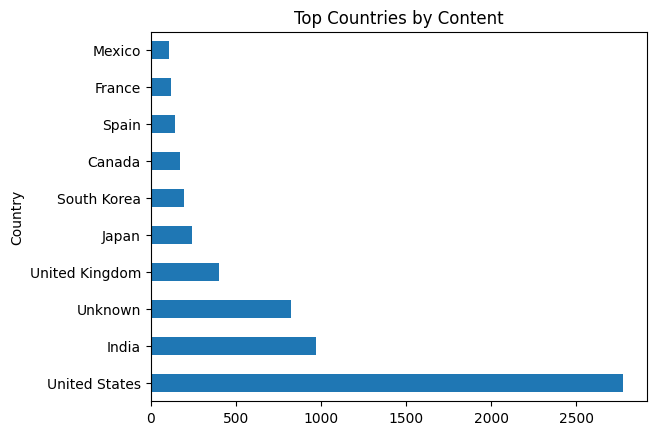 Top Countries by Content
Country
Mexico
France
Spain
Canada
South Korea
Japan
United Kingdom
Unknown
India
United States
0 500 1000 1500 2000 2500